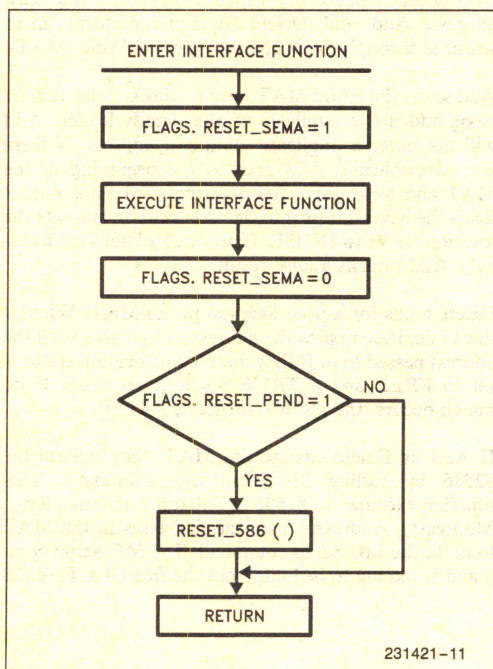 ENTER INTERFACE FUNCTION
FLAGS. RESET_SEMA = 1
EXECUTE INTERFACE FUNCTION
FLAGS. RESET_SEMA = 0
FLAGS. RESET_PEND = 1
NO
YES
RESET_586 ( )
RETURN
231421-11